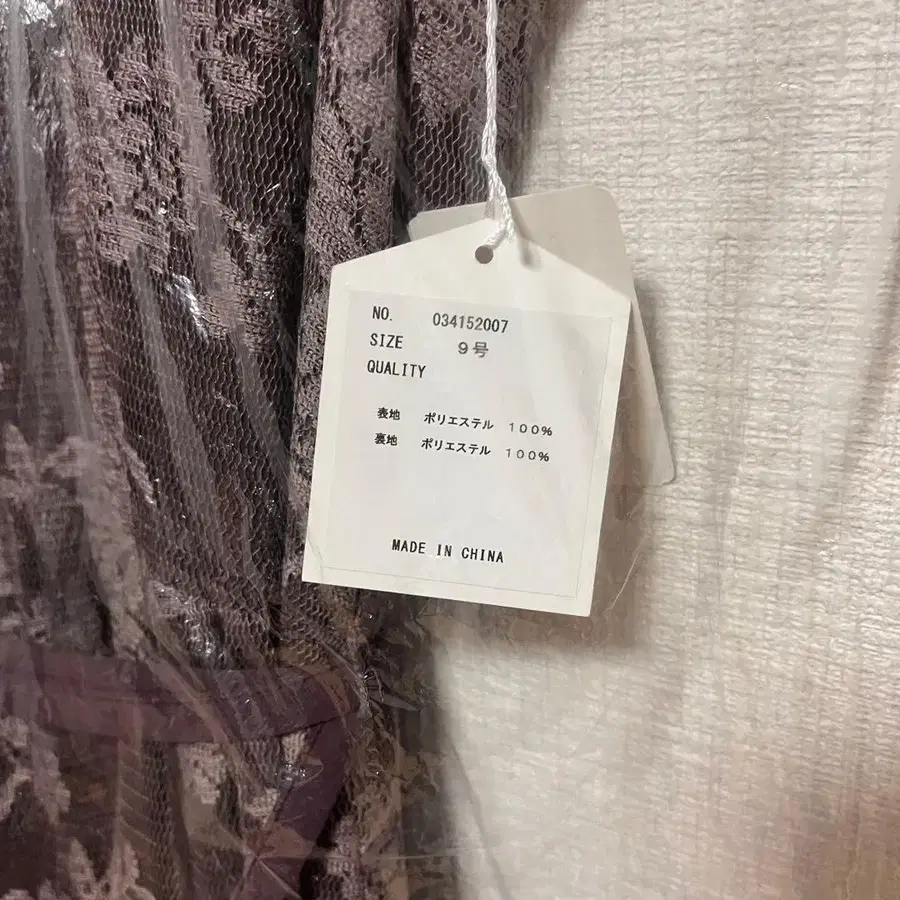 NO. 034152007
SIZE 9号
QUALITY
表地 ポリエステル 100%
裏地 ポリエステル 100%
MADE IN CHINA